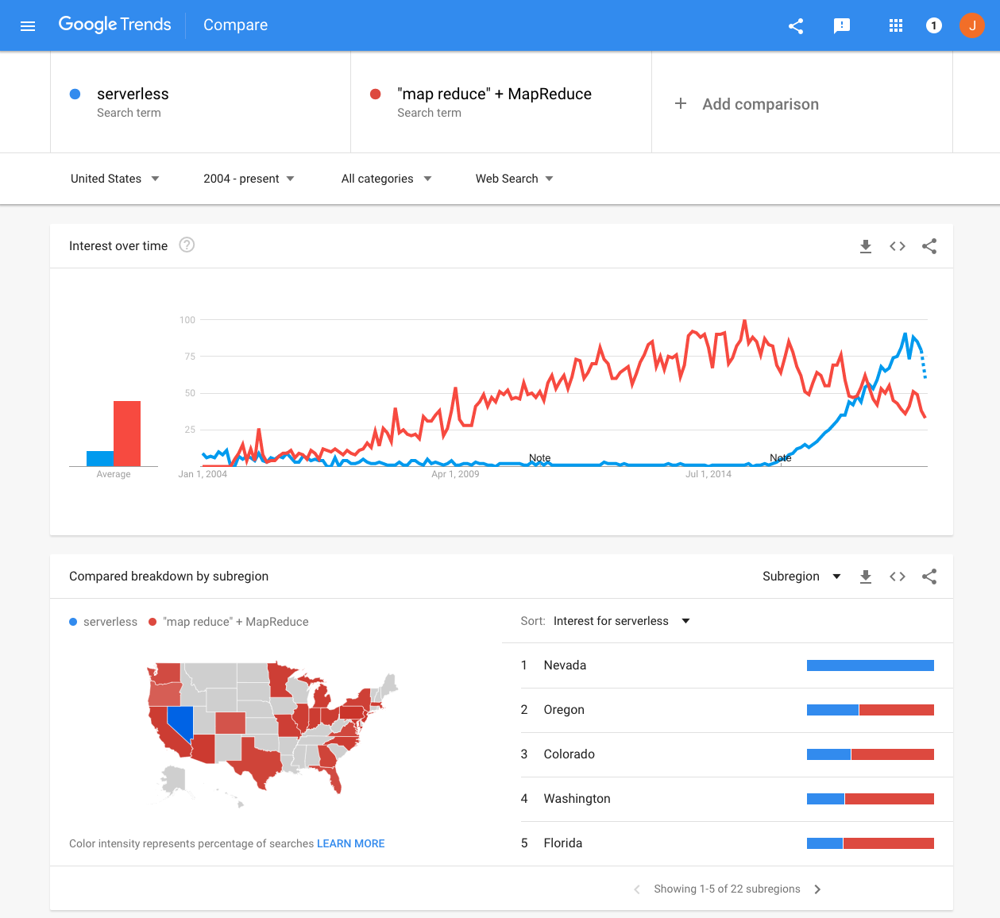 Google Trends Compare 1 J
serverless
Search term
"map reduce" + MapReduce
Search term
Add comparison
United States 2004 - present All categories Web Search
Interest over time ?
100
75
50
25
Note Note
Average
Jan 1, 2004 Apr 1, 2009 Jul 1, 2014
Compared breakdown by subregion Subregion
serverless "map reduce" + MapReduce
Sort: Interest for serverless
1 Nevada
2 Oregon
3 Colorado
4 Washington
5 Florida
Color intensity represents percentage of searches LEARN MORE
Showing 1-5 of 22 subregions